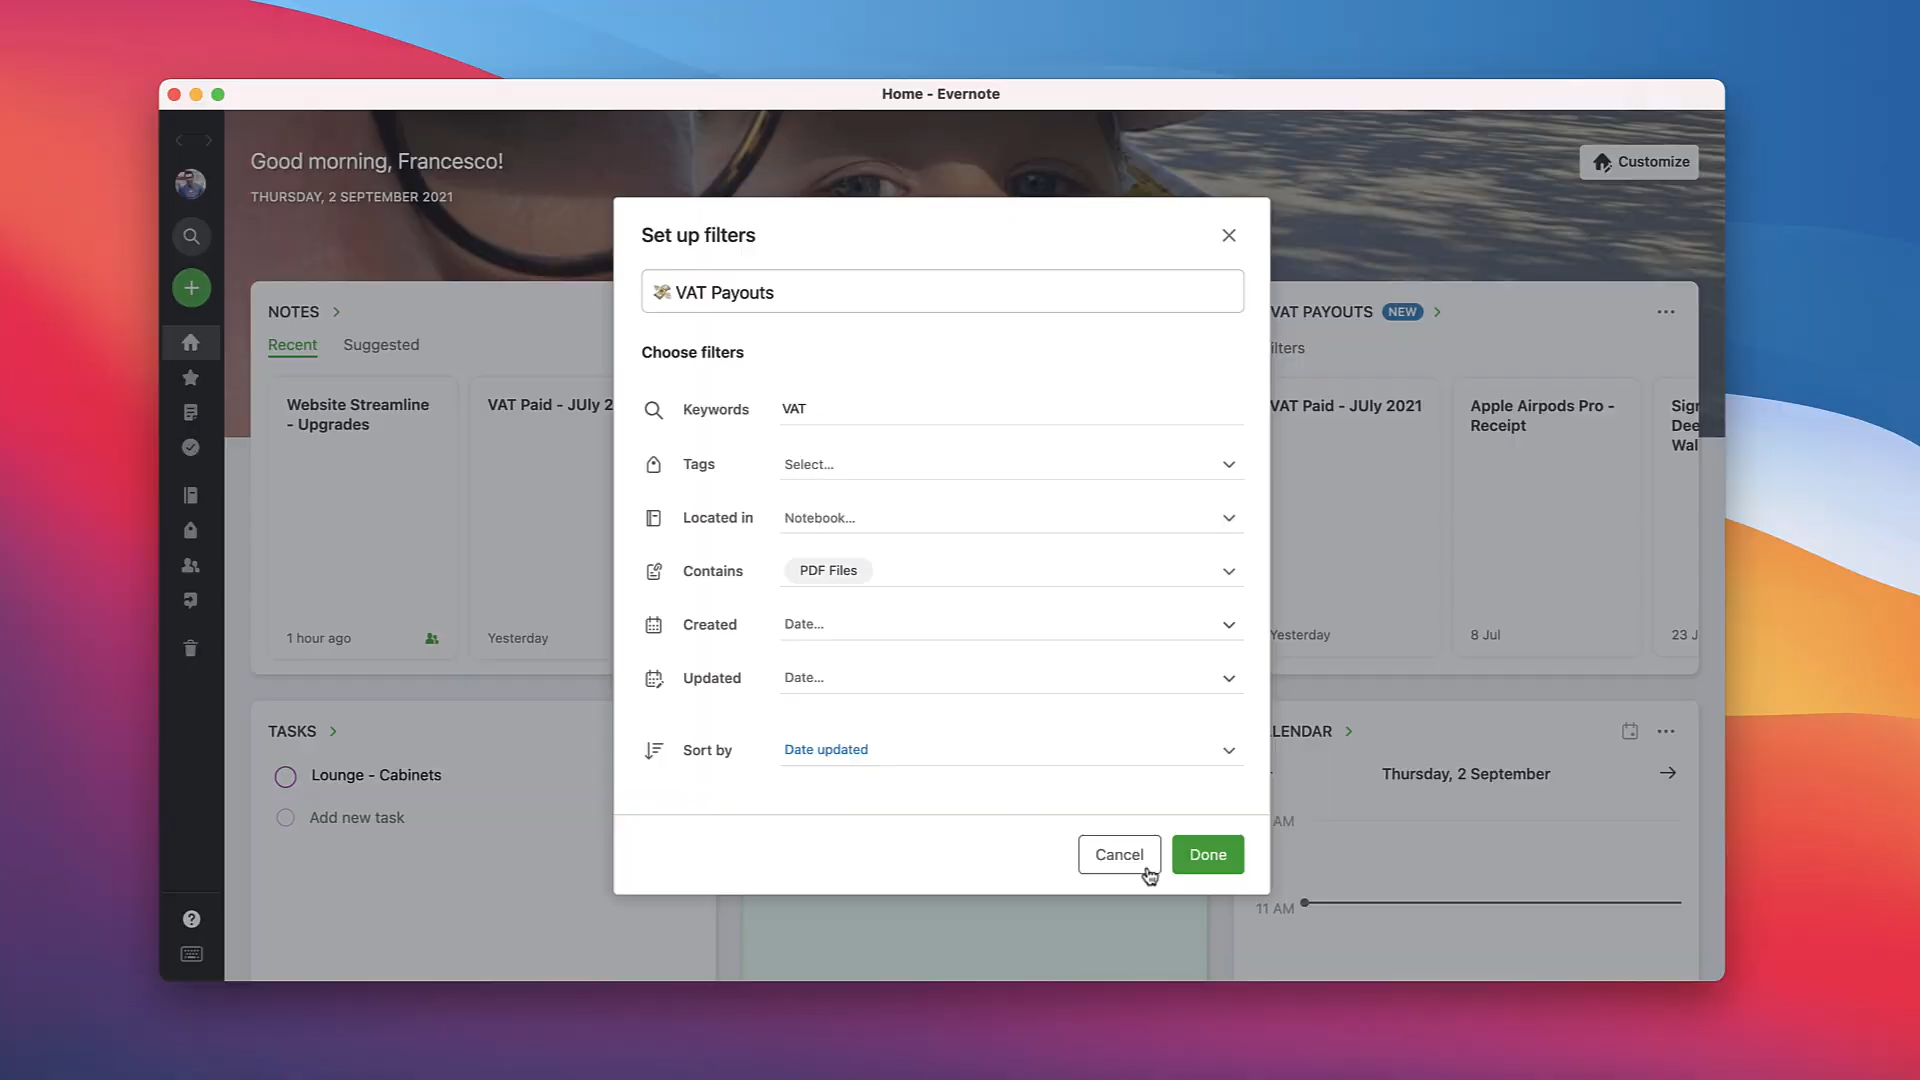 Home - Evernote
Good morning, Francesco!
THURSDAY, 2 SEPTEMBER 2021
Customize
NOTES
Recent
Suggested
Website Streamline
- Upgrades
1 hour ago
VAT Paid - JUly 2
Yesterday
Set up filters
VAT Payouts
Choose filters
Keywords
VAT
Tags
Select...
Located in
Notebook...
Contains
PDF Files
Created
Date...
Updated
Date...
Sort by
Date updated
Cancel
Done
VAT PAYOUTS
NEW
ilters
VAT Paid - JUly 2021
Yesterday
Apple Airpods Pro -
Receipt
8 Jul
Sign
Dee
Wal
23 J
TASKS
Lounge - Cabinets
Add new task
LENDAR
Thursday, 2 September
AM
11 AM